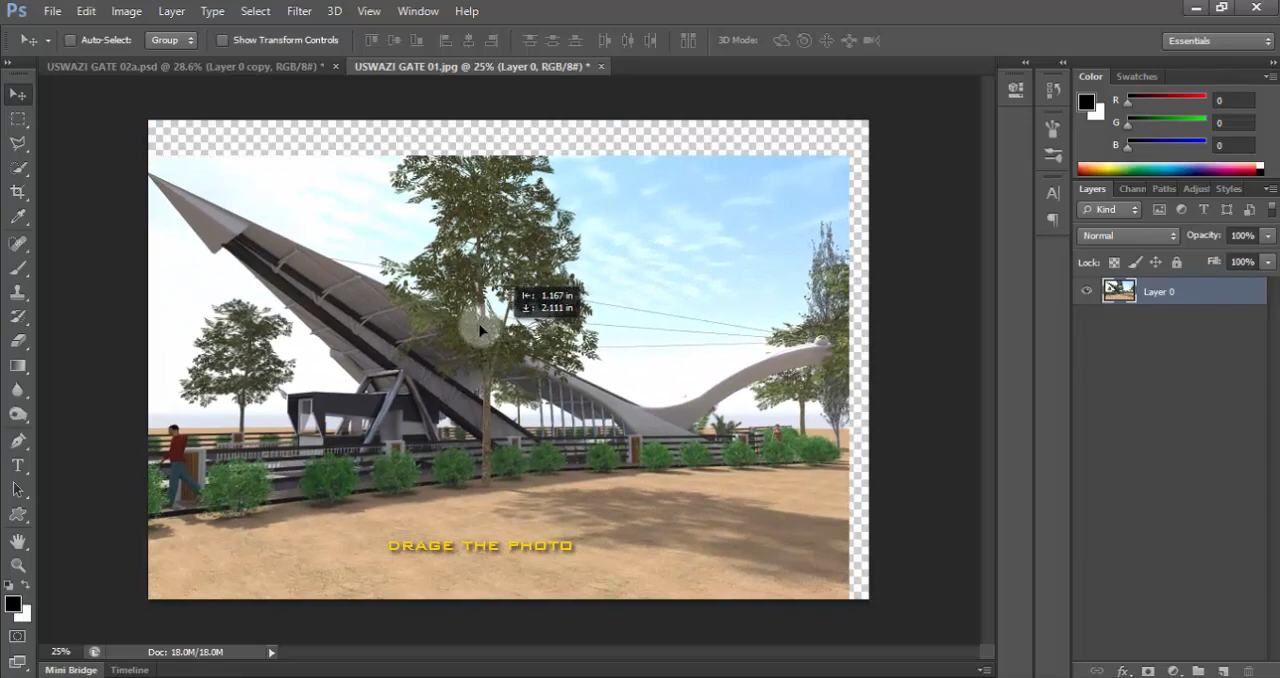 Ps File Edit Image Layer Type Select Filter 3D View Window Help
Auto-Select: Group Show Transform Controls 3D Mode: Essentials
USWAZI GATE 02a.psd @ 28.6% (Layer 0 copy, RGB/8#) * × USWAZI GATE 01.jpg @ 25% (Layer 0, RGB/8#) * ×
Color Swatches
R 0
G 0
B 0
Layers Chann Paths Adjust Styles
Kind
Normal Opacity: 100%
Lock: Fill: 100%
Layer 0
1.167 in
2.111 in
DRAGE THE PHOTO
25% Doc: 18.0M/18.0M
Mini Bridge Timeline